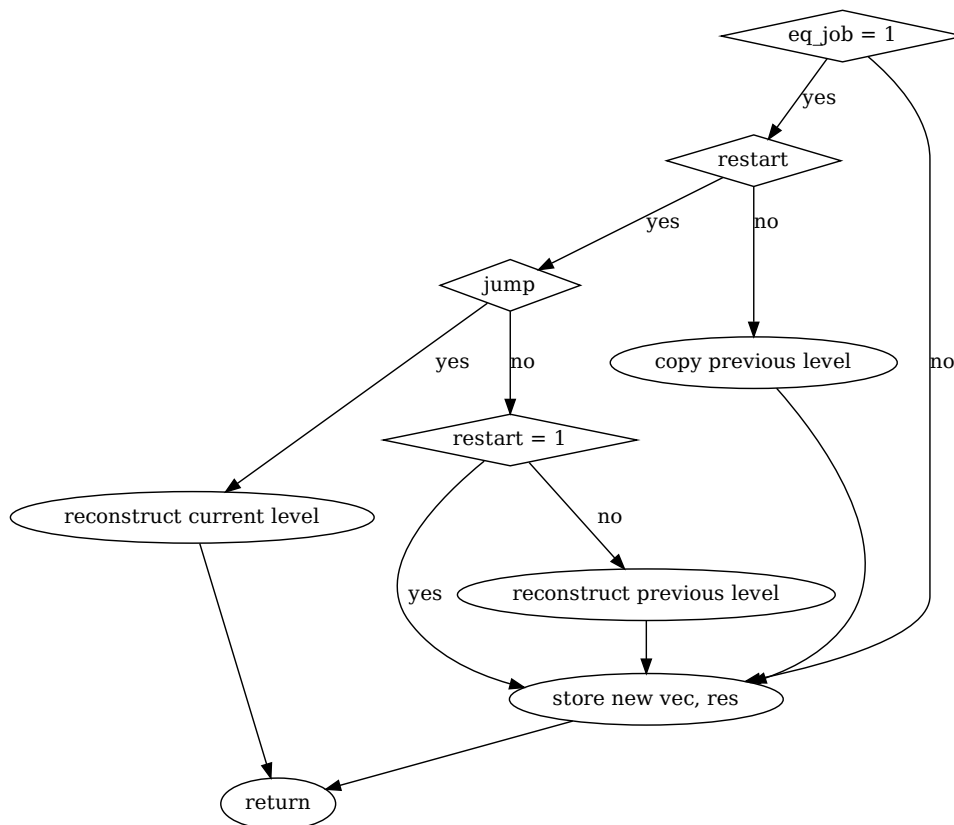 eq_job = 1
yes
restart
yes
no
jump
yes
no
no
copy previous level
restart = 1
reconstruct current level
no
yes
reconstruct previous level
store new vec, res
return